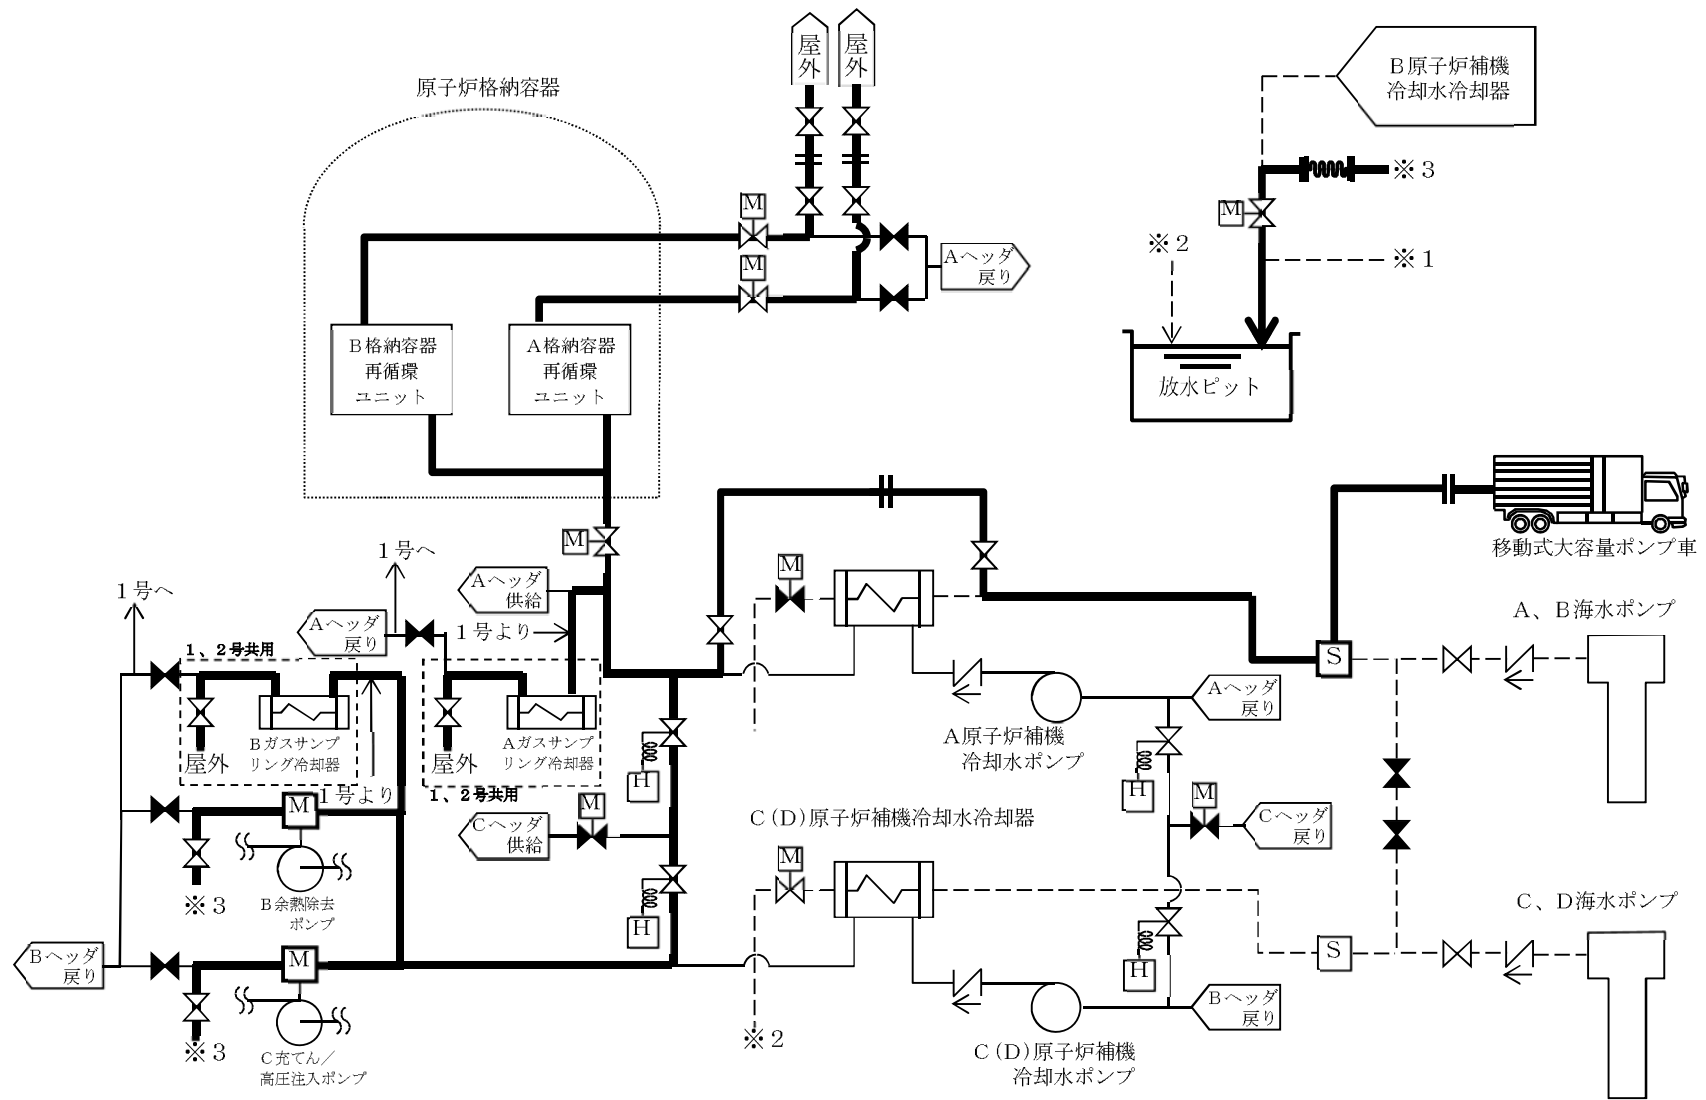 屋外
屋外
原子炉格納容器
B原子炉補機
冷却水冷却器
※3
M
M
※2
※1
Aヘッダ
戻り
M
B格納容器
再循環
ユニット
A格納容器
再循環
ユニット
放水ピット
移動式大容量ポンプ車
M
1号へ
Aヘッダ
供給
M
1号へ
Aヘッダ
戻り
1号より
A、B海水ポンプ
S
1、2号共用
Aヘッダ
戻り
Bガスサンプ
リング冷却器
屋外
Aガスサンプ
リング冷却器
屋外
A原子炉補機
冷却水ポンプ
H
H
1号より
1、2号共用
M
M
M
Cヘッダ
供給
C(D)原子炉補機冷却水冷却器
Cヘッダ
戻り
M
※3
B余熱除去
ポンプ
H
H
C、D海水ポンプ
S
Bヘッダ
戻り
M
Bヘッダ
戻り
※3
C充てん/
高圧注入ポンプ
※2
C(D)原子炉補機
冷却水ポンプ